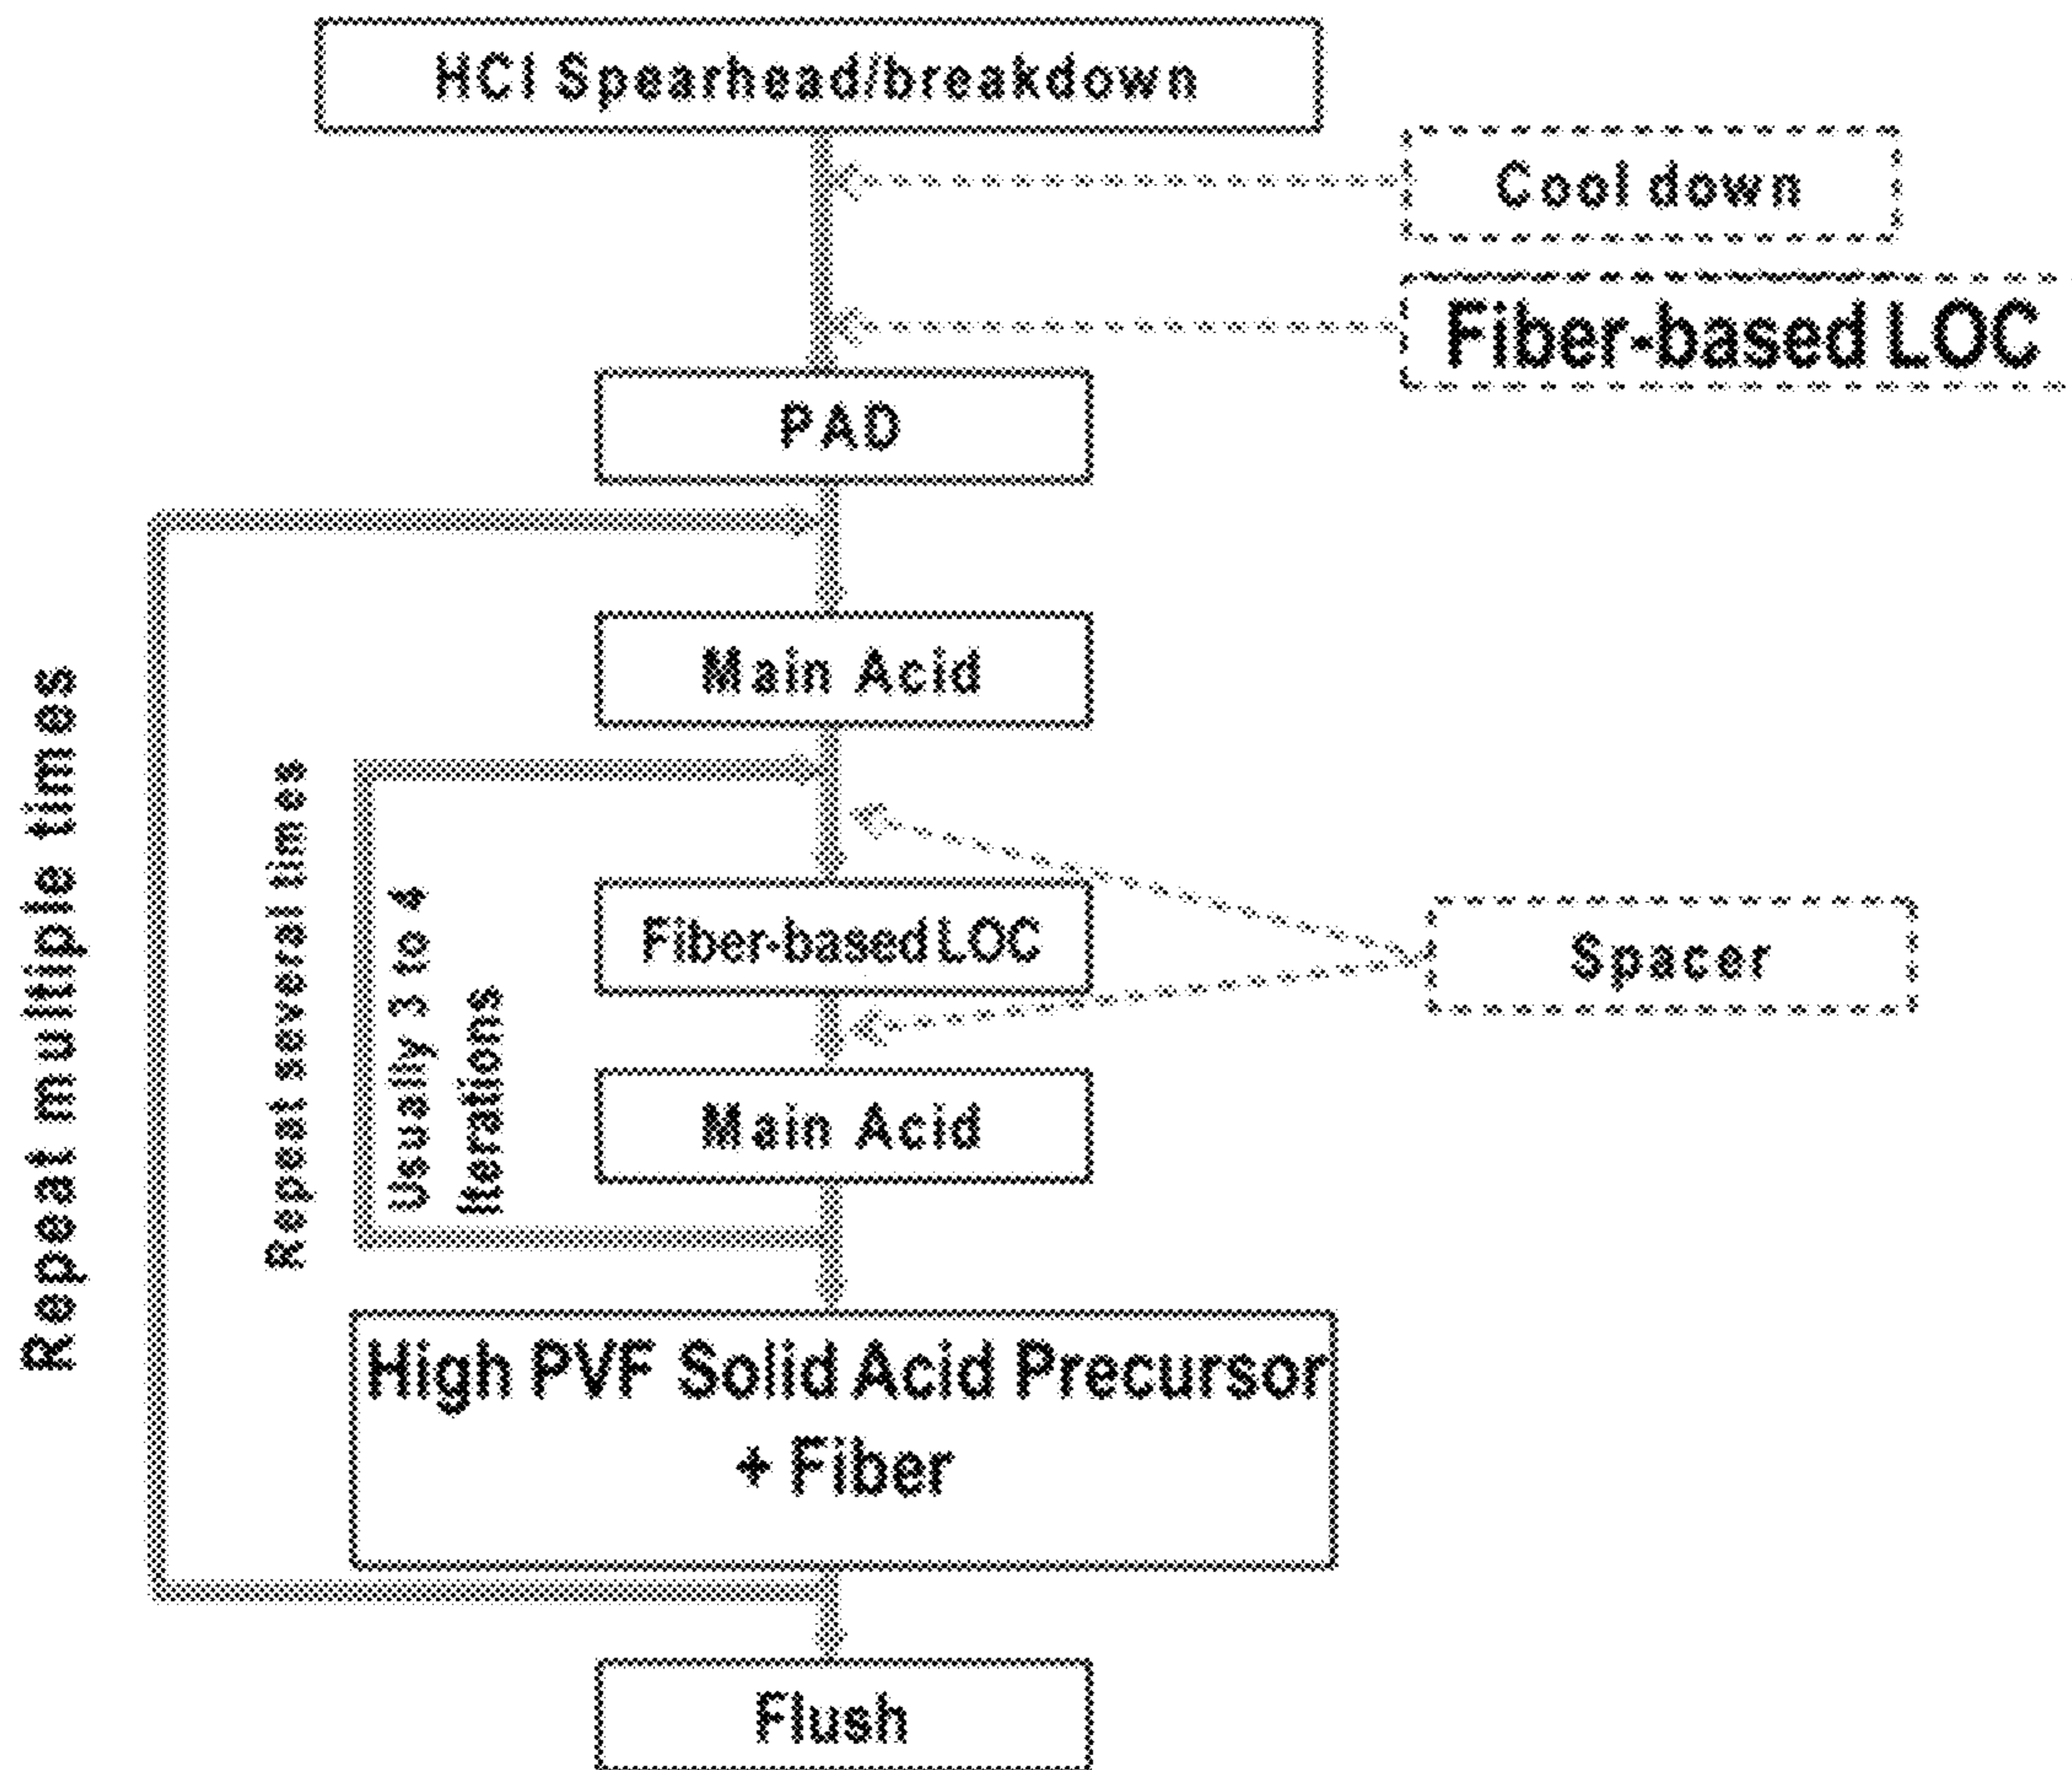 HCl Spearhead/breakdown
Cool down
Fiber-based LOC
PAD
Main Acid
Fiber-based LOC
Spacer
Main Acid
Repeat multiple times
Repeat several times
Usually 3 to 4
Iterations
High PVF Solid Acid Precursor
+ Fiber
Flush